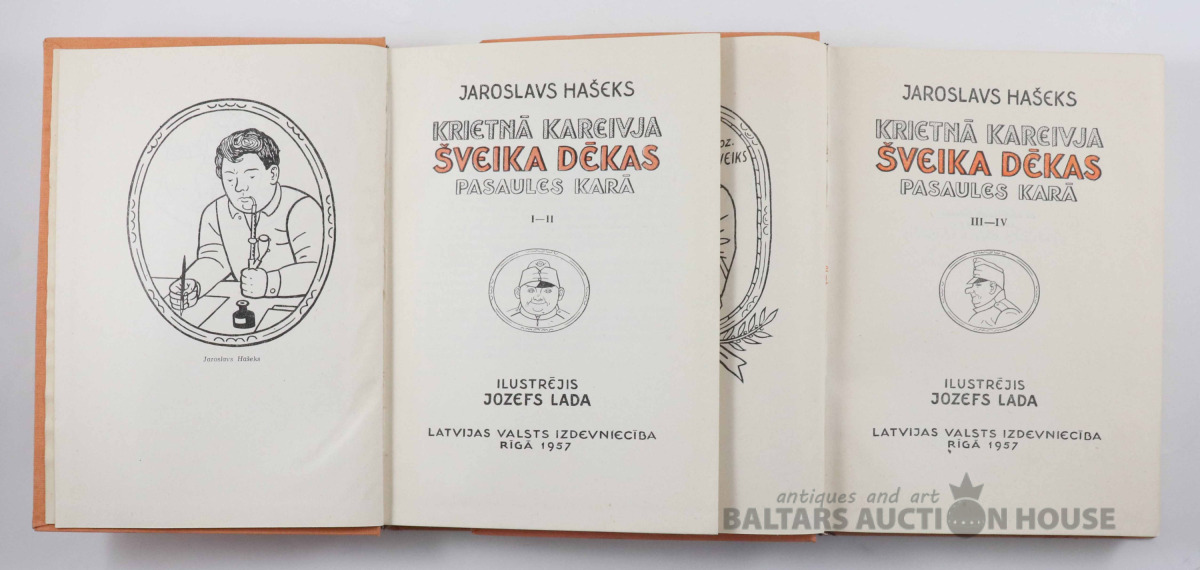 Jaroslavs Hašeks
JAROSLAVS HAŠEKS
KRIETNĀ KAREIVJA
ŠVEIKA DĒKAS
PASAULES KARĀ
I—II
ILUSTRĒJIS
JOZEFS LADA
LATVIJAS VALSTS IZDEVNIECĪBA
RĪGĀ 1957
OZ.
VEIKS
JAROSLAVS HAŠEKS
KRIETNĀ KAREIVJA
ŠVEIKA DĒKAS
PASAULES KARĀ
III—IV
ILUSTRĒJIS
JOZEFS LADA
LATVIJAS VALSTS IZDEVNIECĪBA
RĪGĀ 1957
antiques and art
BALTARS AUCTION HOUSE